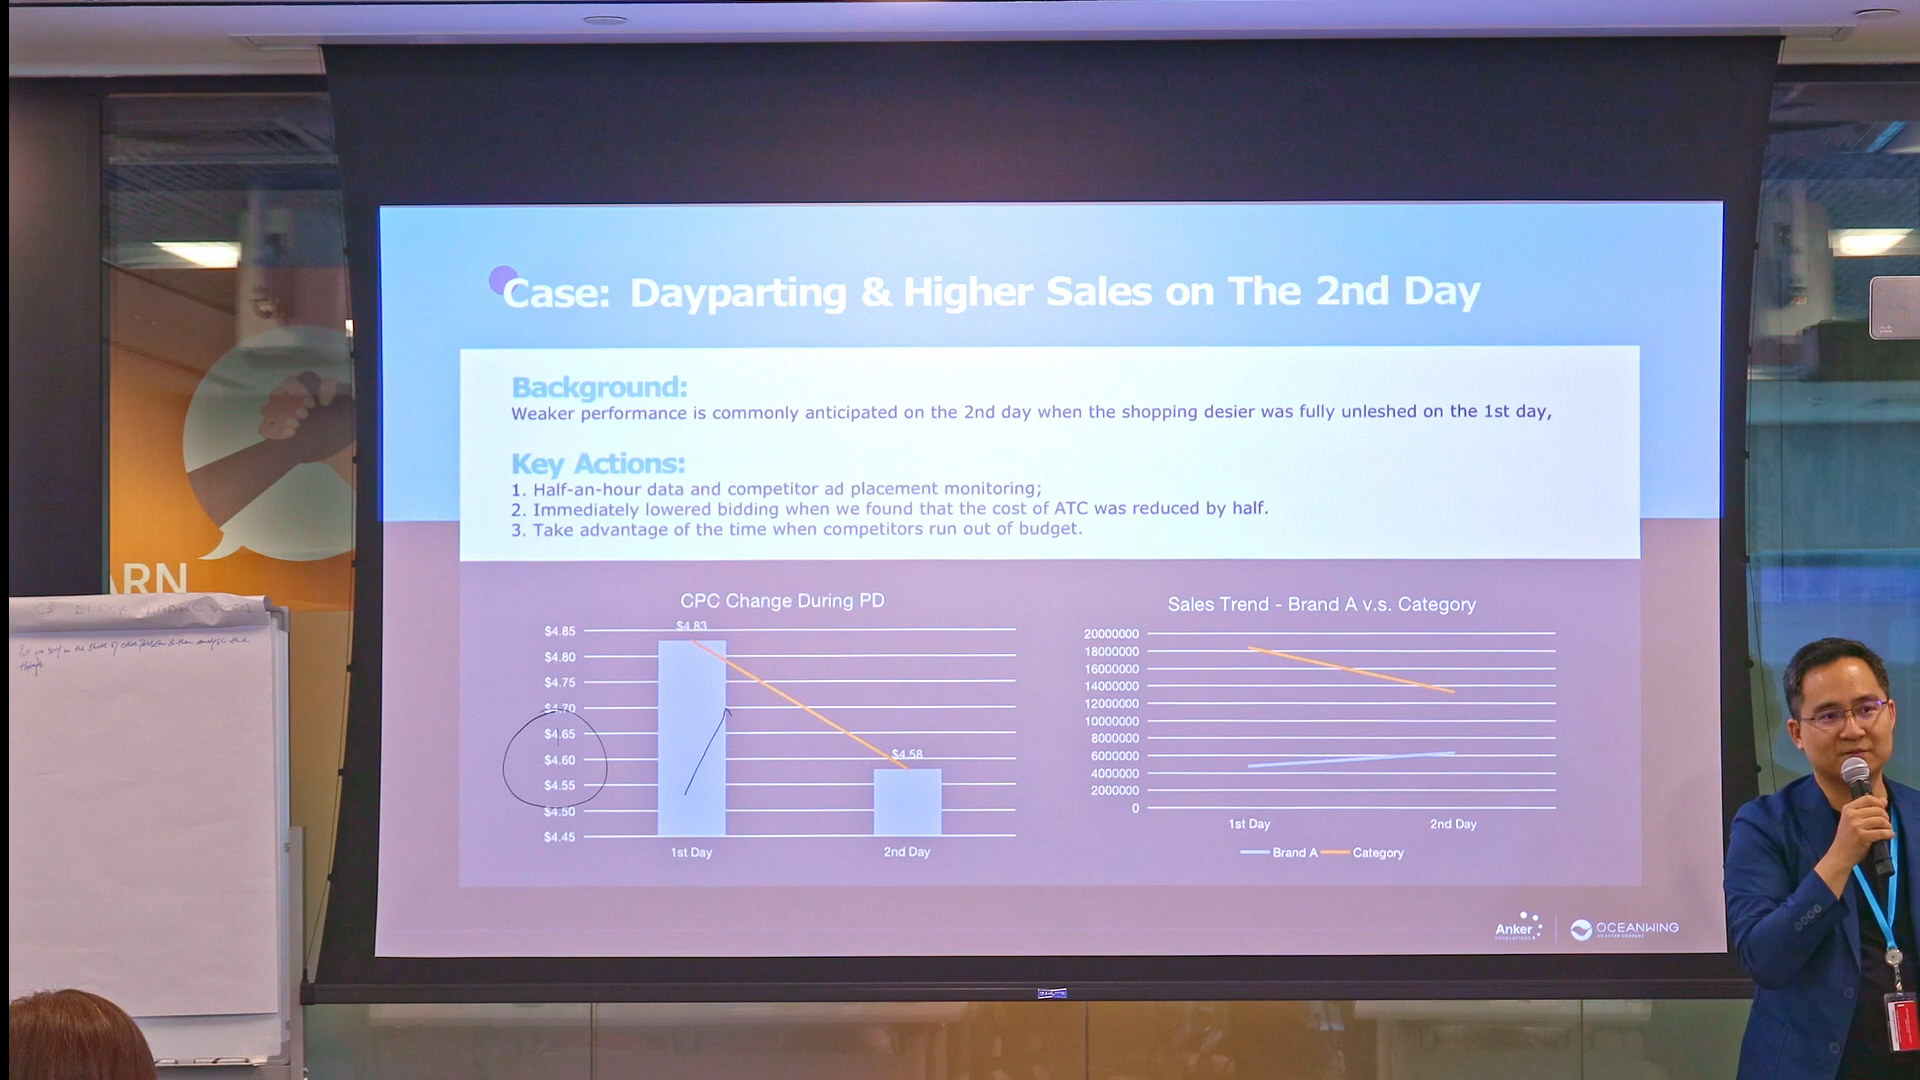 Case: Dayparting & Higher Sales on The 2nd Day
Background:
Weaker performance is commonly anticipated on the 2nd day when the shopping desier was fully unleshed on the 1st day,
Key Actions:
1. Half-an-hour data and competitor ad placement monitoring;
2. Immediately lowered bidding when we found that the cost of ATC was reduced by half.
3. Take advantage of the time when competitors run out of budget.
CPC Change During PD
$4.85
$4.80
$4.75
$4.70
$4.65
$4.60
$4.55
$4.50
$4.45
$4.83
$4.58
1st Day
2nd Day
Sales Trend - Brand A v.s. Category
20000000
18000000
16000000
14000000
12000000
10000000
8000000
6000000
4000000
2000000
0
1st Day
2nd Day
Brand A
Category
Anker
OCEANWING
ARN